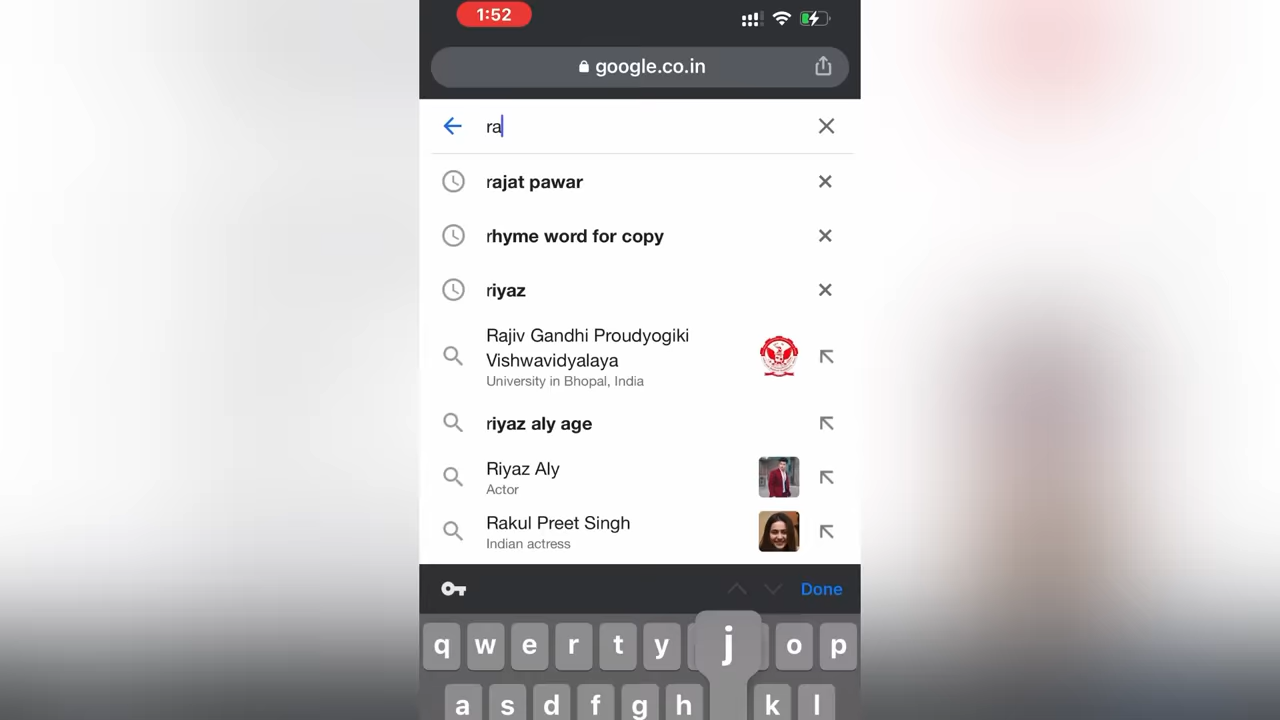 1:52
google.co.in
ra
rajat pawar
rhyme word for copy
riyaz
Rajiv Gandhi Proudyogiki
Vishwavidyalaya
University in Bhopal, India
riyaz aly age
Riyaz Aly
Actor
Rakul Preet Singh
Indian actress
Done
q w e r t y j o p
a s d f g h k l